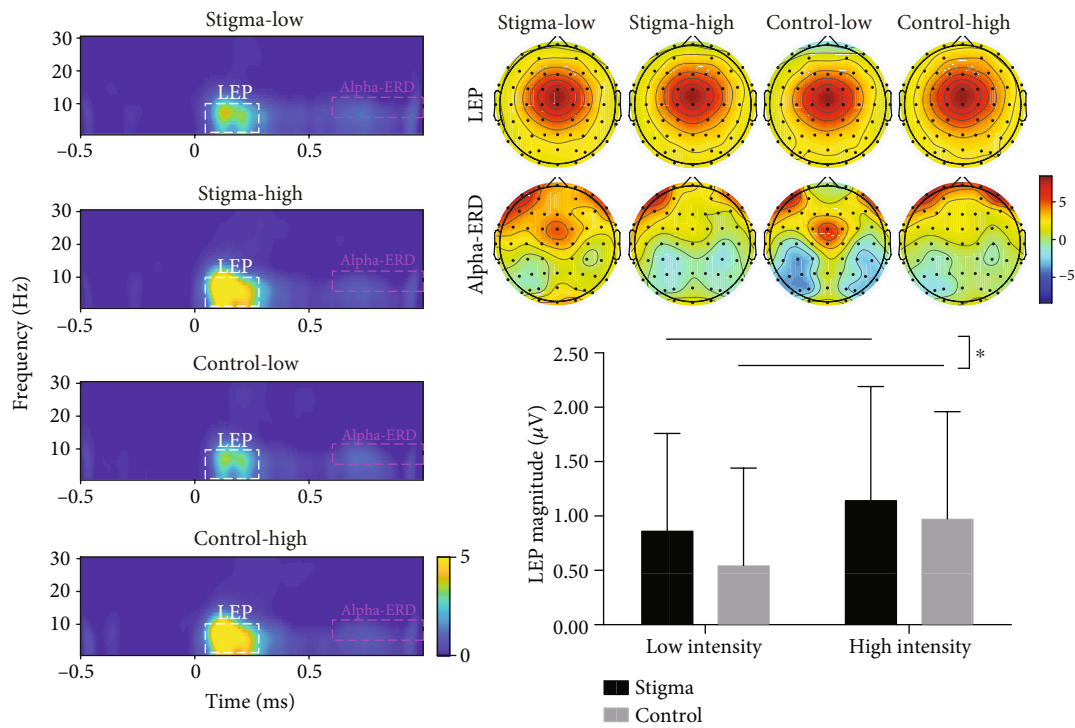 Stigma-low
30
20
10
LEP
Alpha-ERD
−0.5
0
0.5
Stigma-high
30
20
10
LEP
Alpha-ERD
−0.5
0
0.5
Frequency (Hz)
Control-low
30
20
10
LEP
Alpha-ERD
−0.5
0
0.5
Control-high
30
20
10
LEP
Alpha-ERD
−0.5
0
0.5
Time (ms)
5
0
Stigma-low Stigma-high Control-low Control-high
LEP
Alpha-ERD
5
0
−5
*
LEP magnitude (μV)
2.50
2.00
1.50
1.00
0.50
0.00
Low intensity High intensity
Stigma
Control